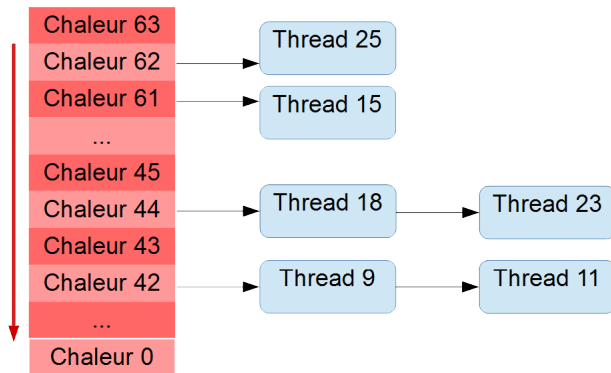 Chaleur 63
Chaleur 62
Thread 25
Chaleur 61
Thread 15
...
Chaleur 45
Chaleur 44
Thread 18
Thread 23
Chaleur 43
Chaleur 42
Thread 9
Thread 11
...
Chaleur 0